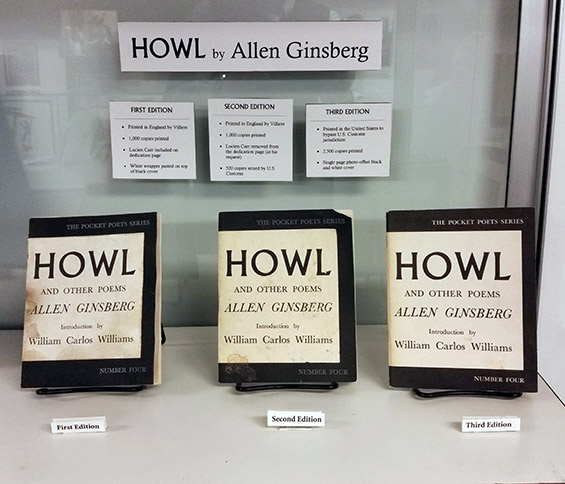 HOWL by Allen Ginsberg
FIRST EDITION
• Printed in England by Villiers
• 1,000 copies printed
• Lucien Carr included on
dedication page
• White wrapper pasted on top
of black cover
SECOND EDITION
• Printed in England by Villiers
• 1,000 copies printed
• Lucien Carr removed from
the dedication page (at his
request)
• 520 copies seized by U.S.
Customs
THIRD EDITION
• Printed in the United States to
bypass U.S. Customs
jurisdiction
• 2,500 copies printed
• Single page photo-offset black
and white cover
THE POCKET POETS SERIES
HOWL
AND OTHER POEMS
ALLEN GINSBERG
Introduction by
William Carlos Williams
NUMBER FOUR
THE POCKET POETS SERIES
HOWL
AND OTHER POEMS
ALLEN GINSBERG
Introduction by
William Carlos Williams
NUMBER FOUR
THE POCKET POETS SERIES
HOWL
AND OTHER POEMS
ALLEN GINSBERG
Introduction by
William Carlos Williams
NUMBER FOUR
First Edition
Second Edition
Third Edition